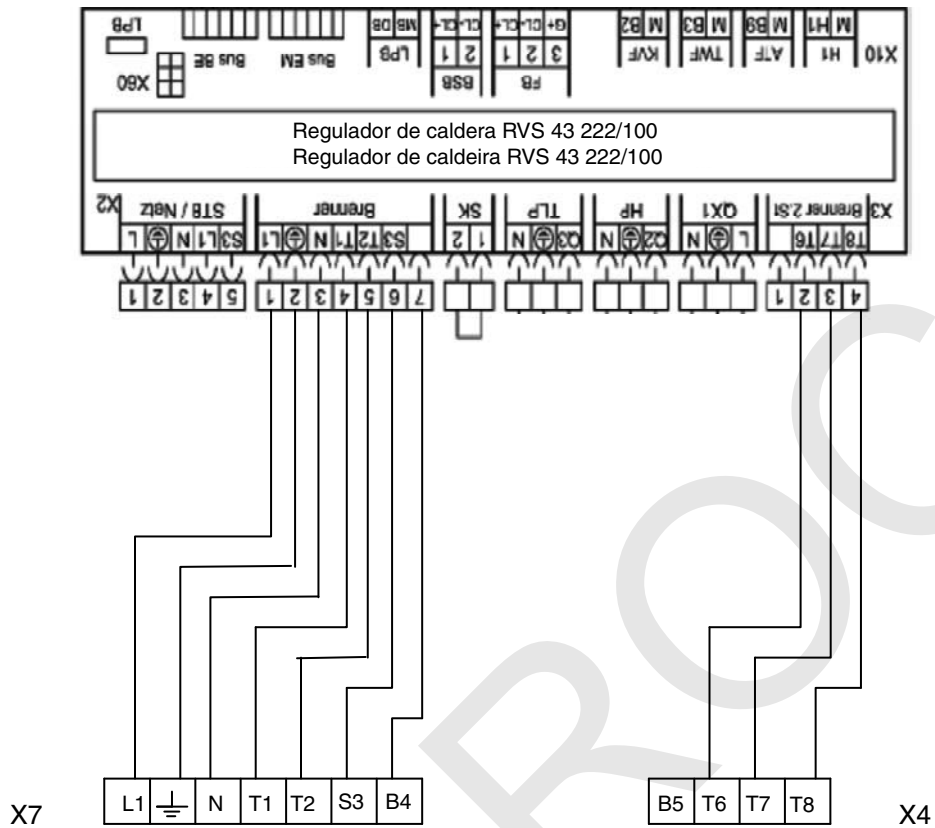 LPB
MB DB
CL+ CL-
CL+ CL- G+
B2 M
B3 M
B9 M
H1 M
Bus BE
Bus EM
LPB
1 2
1 2 3
KVF
TWF
ATF
H1
X10
X60
BSB
FB
Regulador de caldera RVS 43 222/100
Regulador de caldeira RVS 43 222/100
X2
STB / Netz
Brenner
SK
TLP
HP
QX1
Brenner 2.St
X3
L N L1 S3
L1 N T1 T2 S3
2 1
N Q3
N Q2
N L
T6 T7 T8
1 2 3 4 5
1 2 3 4 5 6 7
1 2 3 4
X7
L1 N T1 T2 S3 B4
B5 T6 T7 T8
X4
ROC